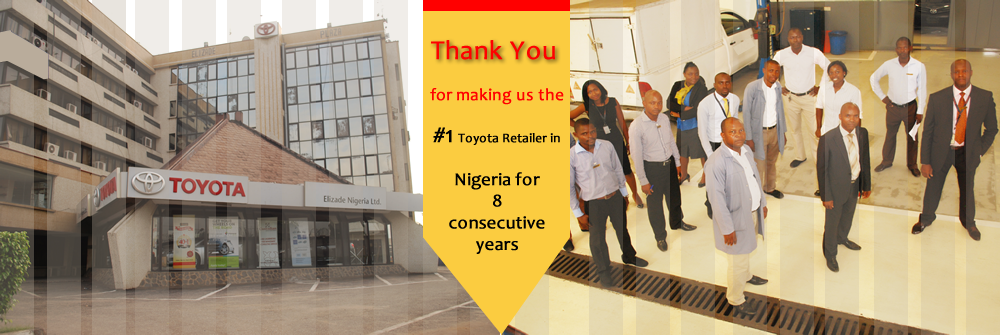 TOYOTA
Elizade Nigeria Ltd.
Thank You
for making us the
#1 Toyota Retailer in
Nigeria for
8
consecutive
years